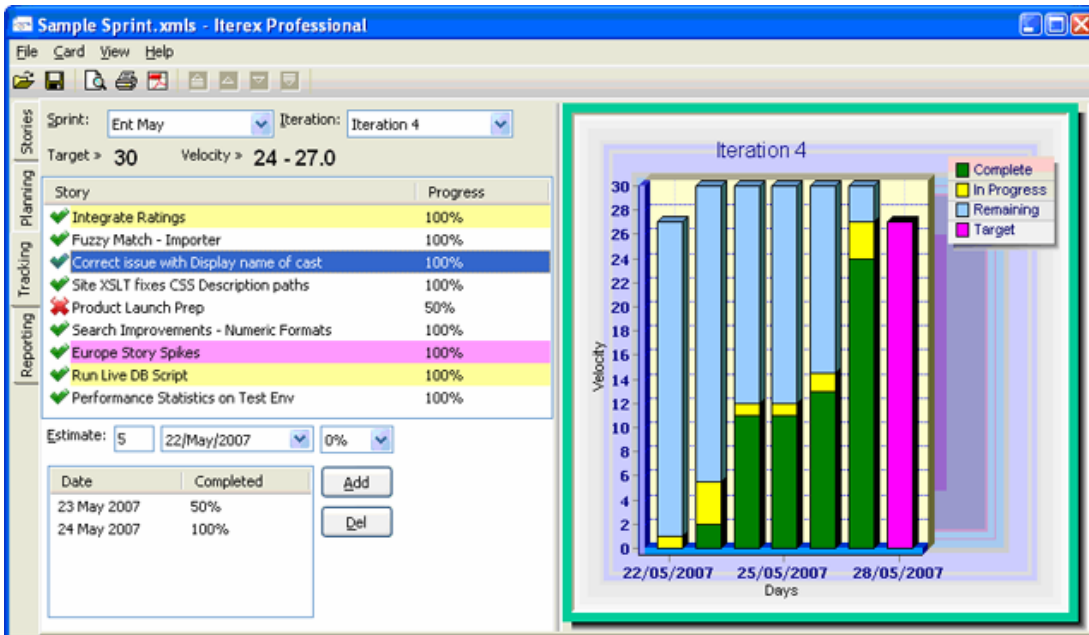 Sample Sprint.xmls - Iterex Professional
File Card View Help
Stories
Planning
Tracking
Reporting
Sprint: Ent May Iteration: Iteration 4
Target » 30 Velocity » 24 - 27.0
Story Progress
Integrate Ratings 100%
Fuzzy Match - Importer 100%
Correct issue with Display name of cast 100%
Site XSLT fixes CSS Description paths 100%
Product Launch Prep 50%
Search Improvements - Numeric Formats 100%
Europe Story Spikes 100%
Run Live DB Script 100%
Performance Statistics on Test Env 100%
Estimate: 5 22/May/2007 0%
Date Completed
23 May 2007 50%
24 May 2007 100%
Add
Del
Iteration 4
Complete
In Progress
Remaining
Target
Velocity
30
28
26
24
22
20
18
16
14
12
10
8
6
4
2
0
22/05/2007 25/05/2007 28/05/2007
Days